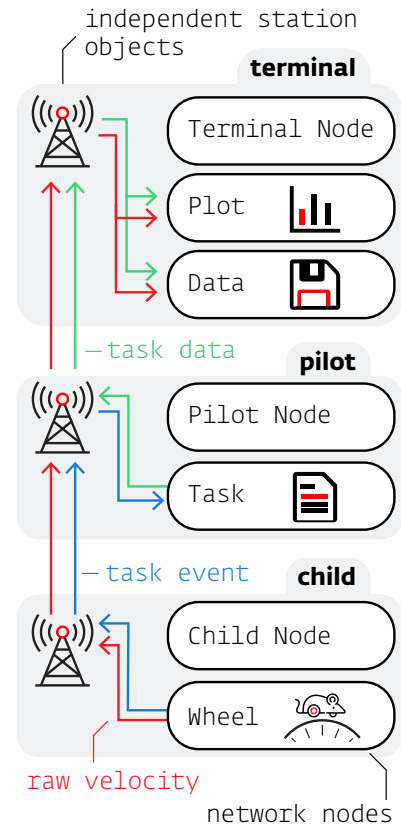 independent station
objects
terminal
Terminal Node
Plot
Data
task data
pilot
Pilot Node
Task
task event
child
Child Node
Wheel
raw velocity
network nodes